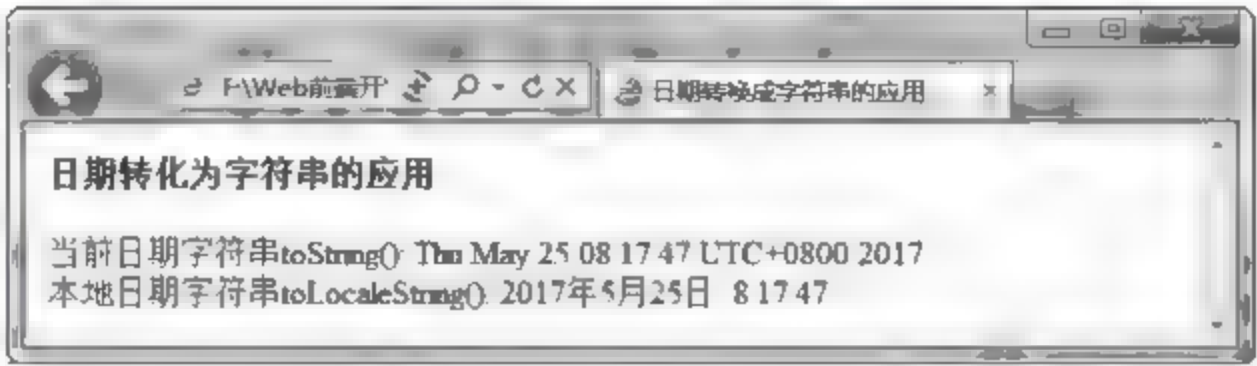 F:\Web前端开 日期转换成字符串的应用
日期转化为字符串的应用
当前日期字符串toString(): Thu May 25 08:17:47 UTC+0800 2017
本地日期字符串toLocaleString(): 2017年5月25日 8:17:47